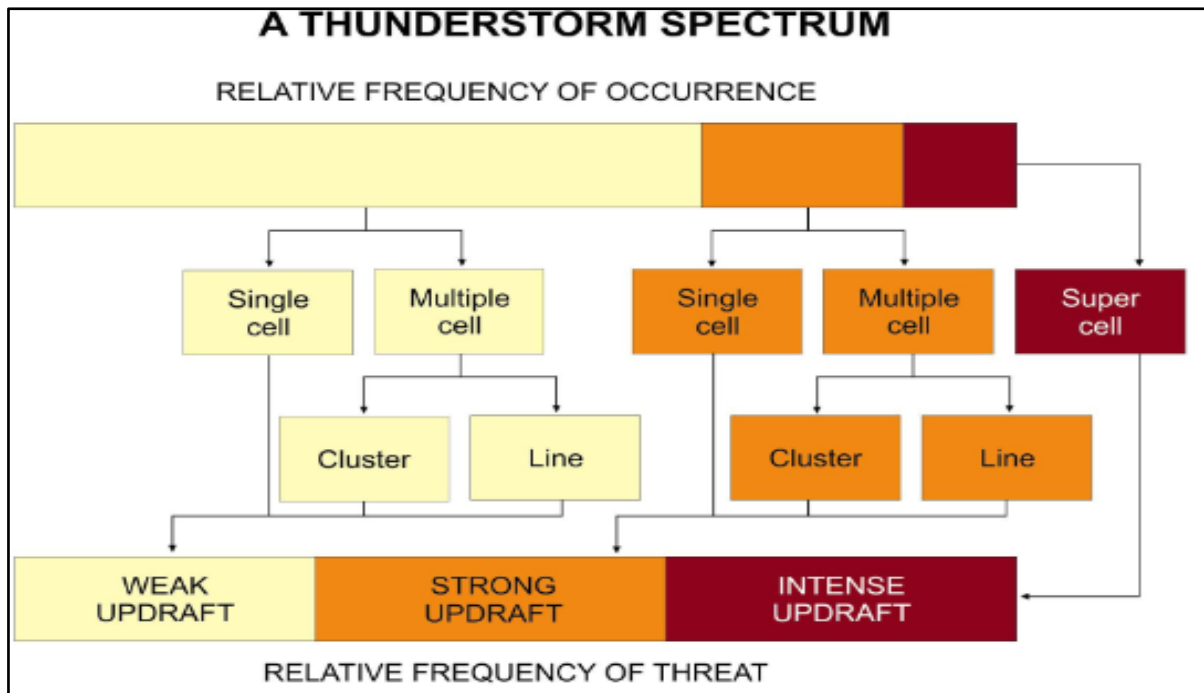 A THUNDERSTORM SPECTRUM
RELATIVE FREQUENCY OF OCCURRENCE
Single
cell
Multiple
cell
Single
cell
Multiple
cell
Super
cell
Cluster
Line
Cluster
Line
WEAK
UPDRAFT
STRONG
UPDRAFT
INTENSE
UPDRAFT
RELATIVE FREQUENCY OF THREAT